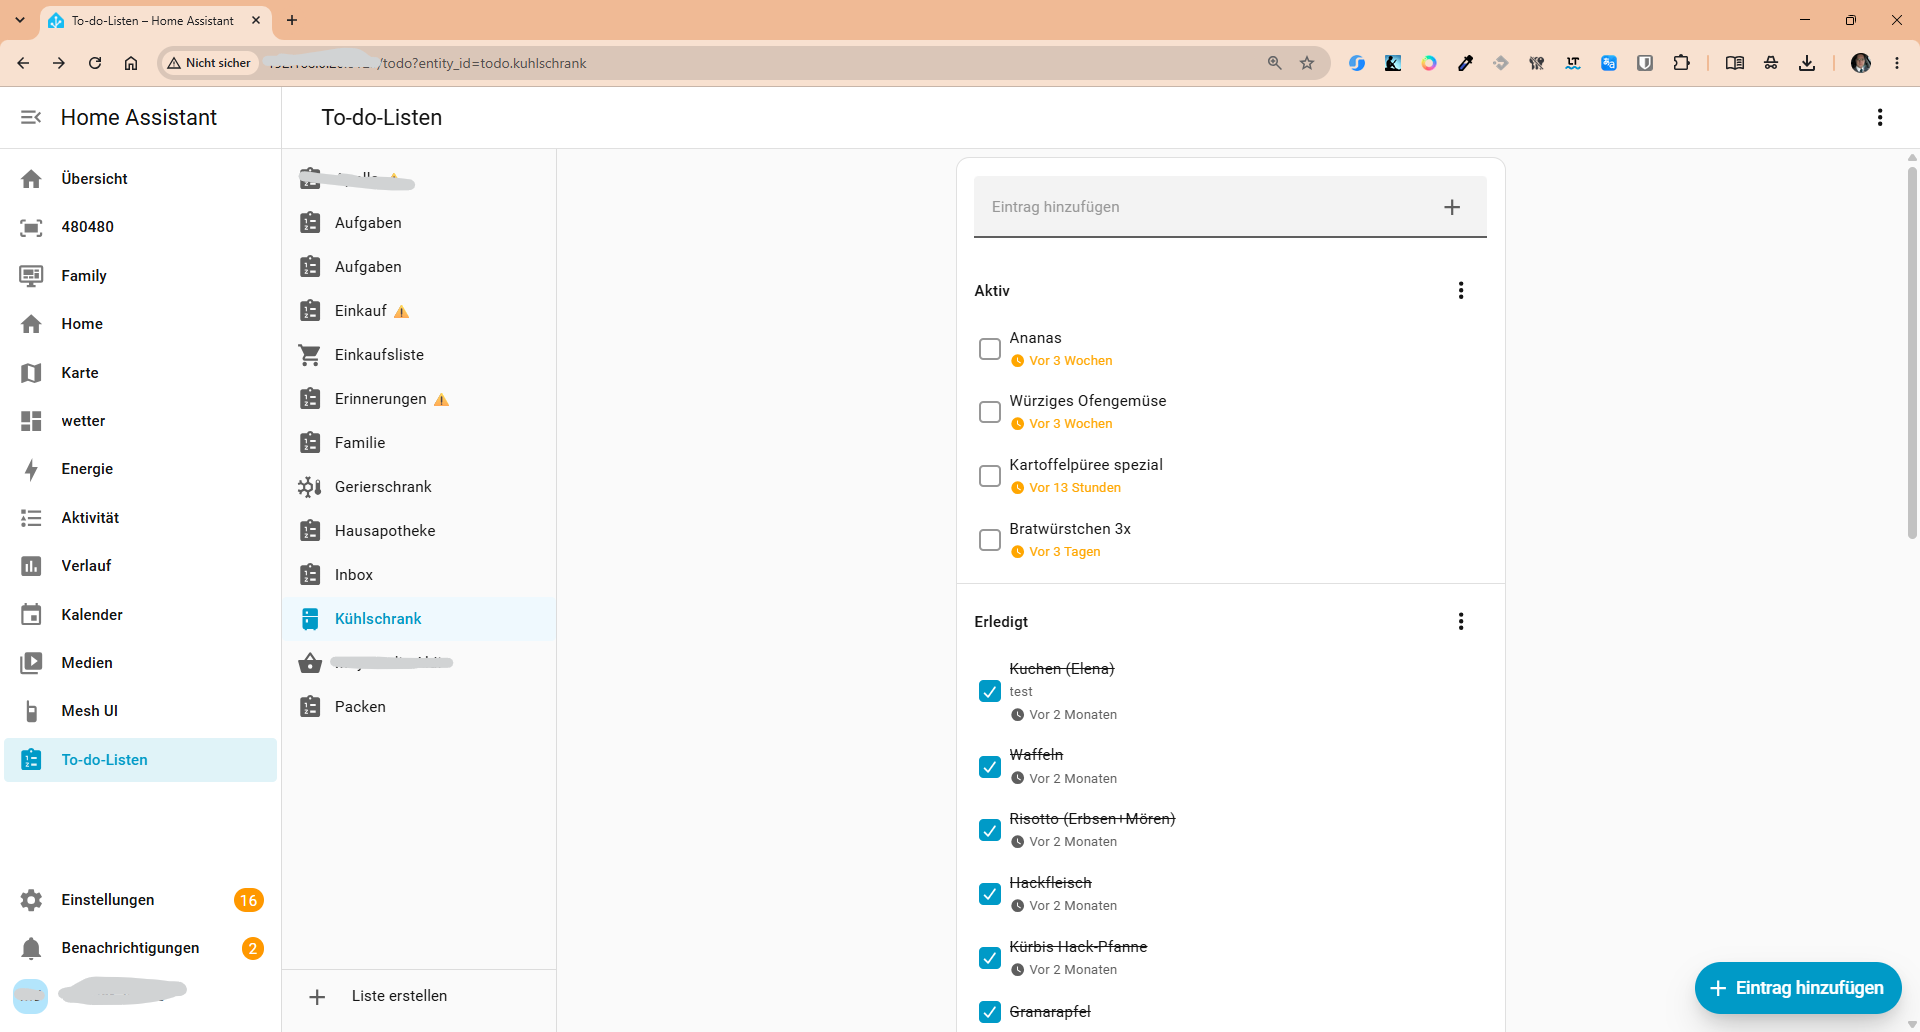 To-do-Listen – Home Assistant
Nicht sicher
/todo?entity_id=todo.kuhlschrank
Home Assistant
To-do-Listen
Übersicht
480480
Family
Home
Karte
wetter
Energie
Aktivität
Verlauf
Kalender
Medien
Mesh UI
To-do-Listen
Einstellungen
16
Benachrichtigungen
2
Aufgaben
Aufgaben
Einkauf
Einkaufsliste
Erinnerungen
Familie
Gerierschrank
Hausapotheke
Inbox
Kühlschrank
Packen
Liste erstellen
Eintrag hinzufügen
Aktiv
Ananas
Vor 3 Wochen
Würziges Ofengemüse
Vor 3 Wochen
Kartoffelpüree spezial
Vor 13 Stunden
Bratwürstchen 3x
Vor 3 Tagen
Erledigt
Kuchen (Elena)
test
Vor 2 Monaten
Waffeln
Vor 2 Monaten
Risotto (Erbsen+Mören)
Vor 2 Monaten
Hackfleisch
Vor 2 Monaten
Kürbis Hack-Pfanne
Vor 2 Monaten
Granarapfel
Eintrag hinzufügen